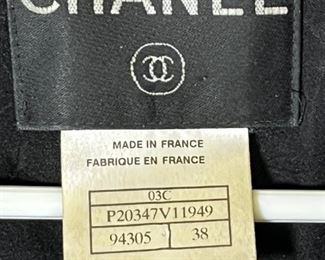 CHANEL
MADE IN FRANCE
FABRIQUE EN FRANCE
03C
P20347V11949
94305 38